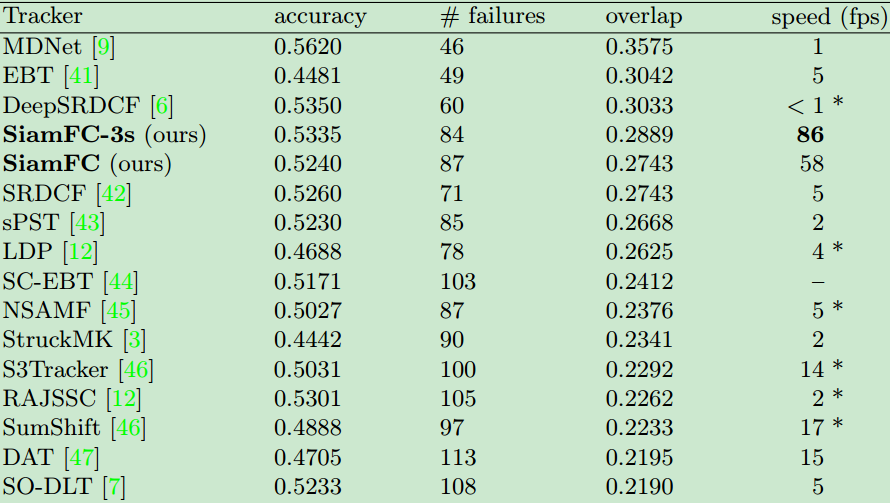 Tracker accuracy # failures overlap speed (fps)
MDNet [9] 0.5620 46 0.3575 1
EBT [41] 0.4481 49 0.3042 5
DeepSRDCF [6] 0.5350 60 0.3033 < 1 *
SiamFC-3s (ours) 0.5335 84 0.2889 86
SiamFC (ours) 0.5240 87 0.2743 58
SRDCF [42] 0.5260 71 0.2743 5
sPST [43] 0.5230 85 0.2668 2
LDP [12] 0.4688 78 0.2625 4 *
SC-EBT [44] 0.5171 103 0.2412 –
NSAMF [45] 0.5027 87 0.2376 5 *
StruckMK [3] 0.4442 90 0.2341 2
S3Tracker [46] 0.5031 100 0.2292 14 *
RAJSSC [12] 0.5301 105 0.2262 2 *
SumShift [46] 0.4888 97 0.2233 17 *
DAT [47] 0.4705 113 0.2195 15
SO-DLT [7] 0.5233 108 0.2190 5